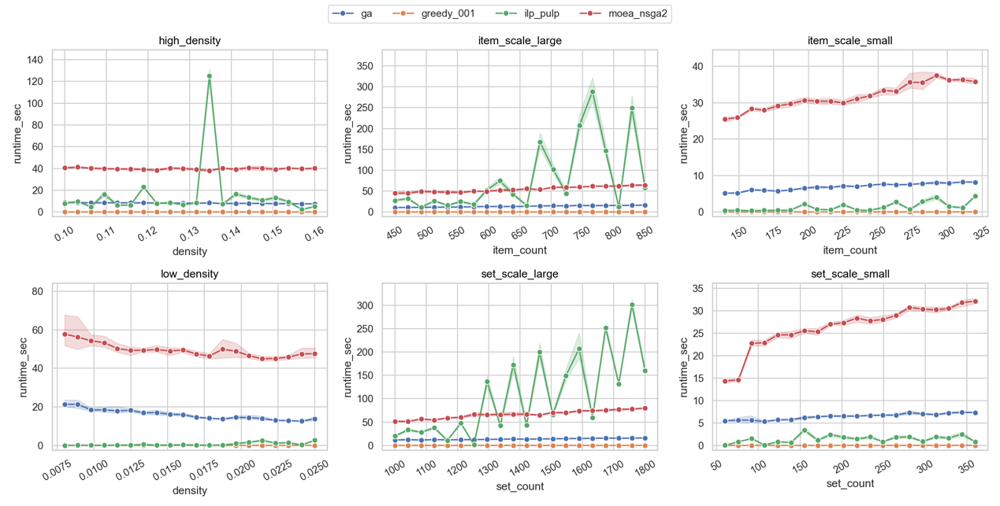 ga greedy_001 ilp_pulp moea_nsga2
high_density
runtime_sec
140
120
100
80
60
40
20
0
0.10 0.11 0.12 0.13 0.14 0.15 0.16
density
item_scale_large
runtime_sec
350
300
250
200
150
100
50
0
450 500 550 600 650 700 750 800 850
item_count
item_scale_small
runtime_sec
40
30
20
10
0
150 175 200 225 250 275 300 325
item_count
low_density
runtime_sec
80
60
40
20
0
0.0075 0.0100 0.0125 0.0150 0.0175 0.0200 0.0225 0.0250
density
set_scale_large
runtime_sec
300
250
200
150
100
50
0
1000 1100 1200 1300 1400 1500 1600 1700 1800
set_count
set_scale_small
runtime_sec
35
30
25
20
15
10
5
0
50 100 150 200 250 300 350
set_count